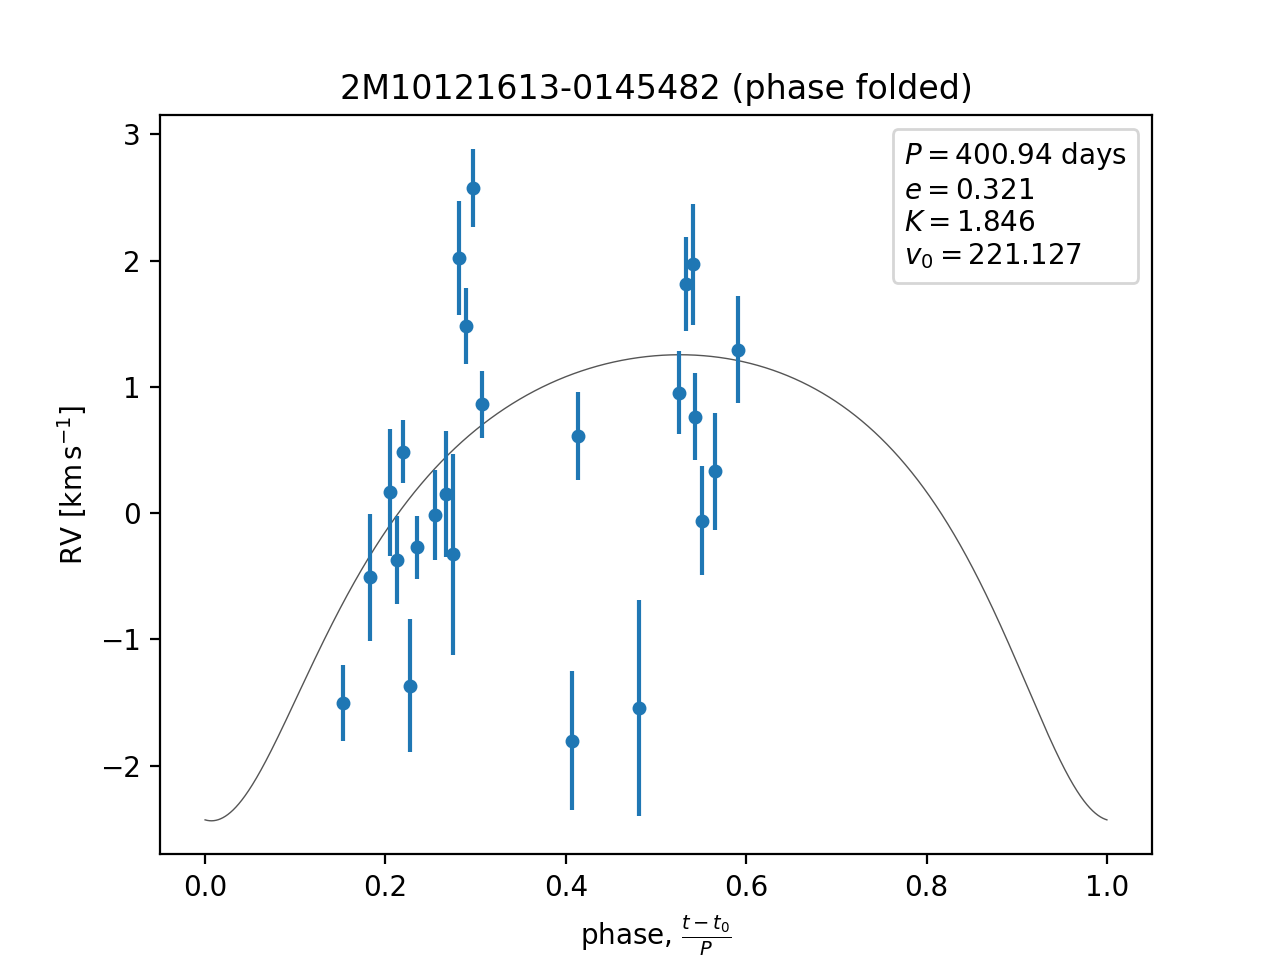 2M10121613-0145482 (phase folded)
P = 400.94 days
e = 0.321
K = 1.846
v₀ = 221.127
3
2
1
0
−1
−2
RV [km s⁻¹]
0.0 0.2 0.4 0.6 0.8 1.0
phase, (t − t₀)/P